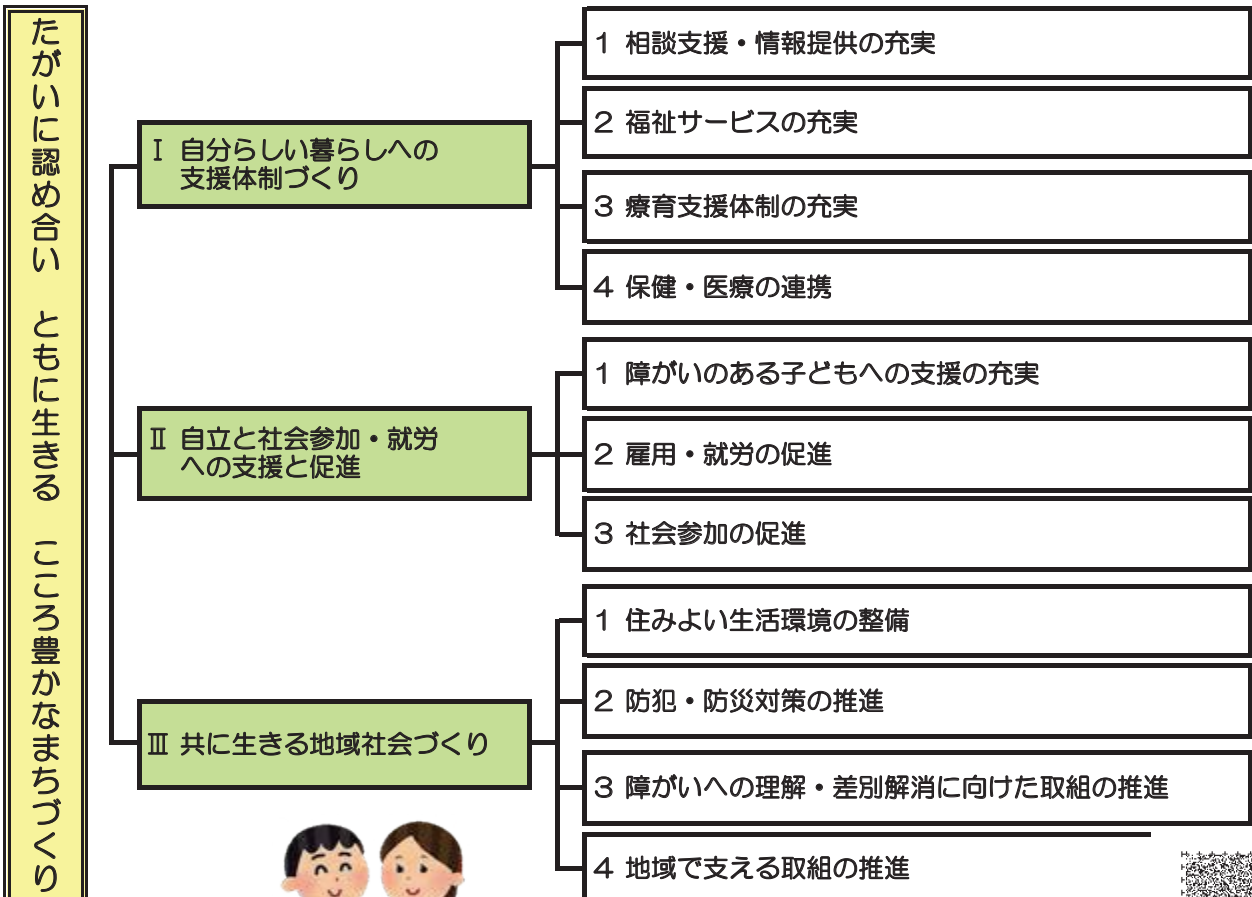 たがいに認め合い　ともに生きる　こころ豊かなまちづくり
Ⅰ 自分らしい暮らしへの
支援体制づくり
1 相談支援・情報提供の充実
2 福祉サービスの充実
3 療育支援体制の充実
4 保健・医療の連携
Ⅱ 自立と社会参加・就労
への支援と促進
1 障がいのある子どもへの支援の充実
2 雇用・就労の促進
3 社会参加の促進
Ⅲ 共に生きる地域社会づくり
1 住みよい生活環境の整備
2 防犯・防災対策の推進
3 障がいへの理解・差別解消に向けた取組の推進
4 地域で支える取組の推進